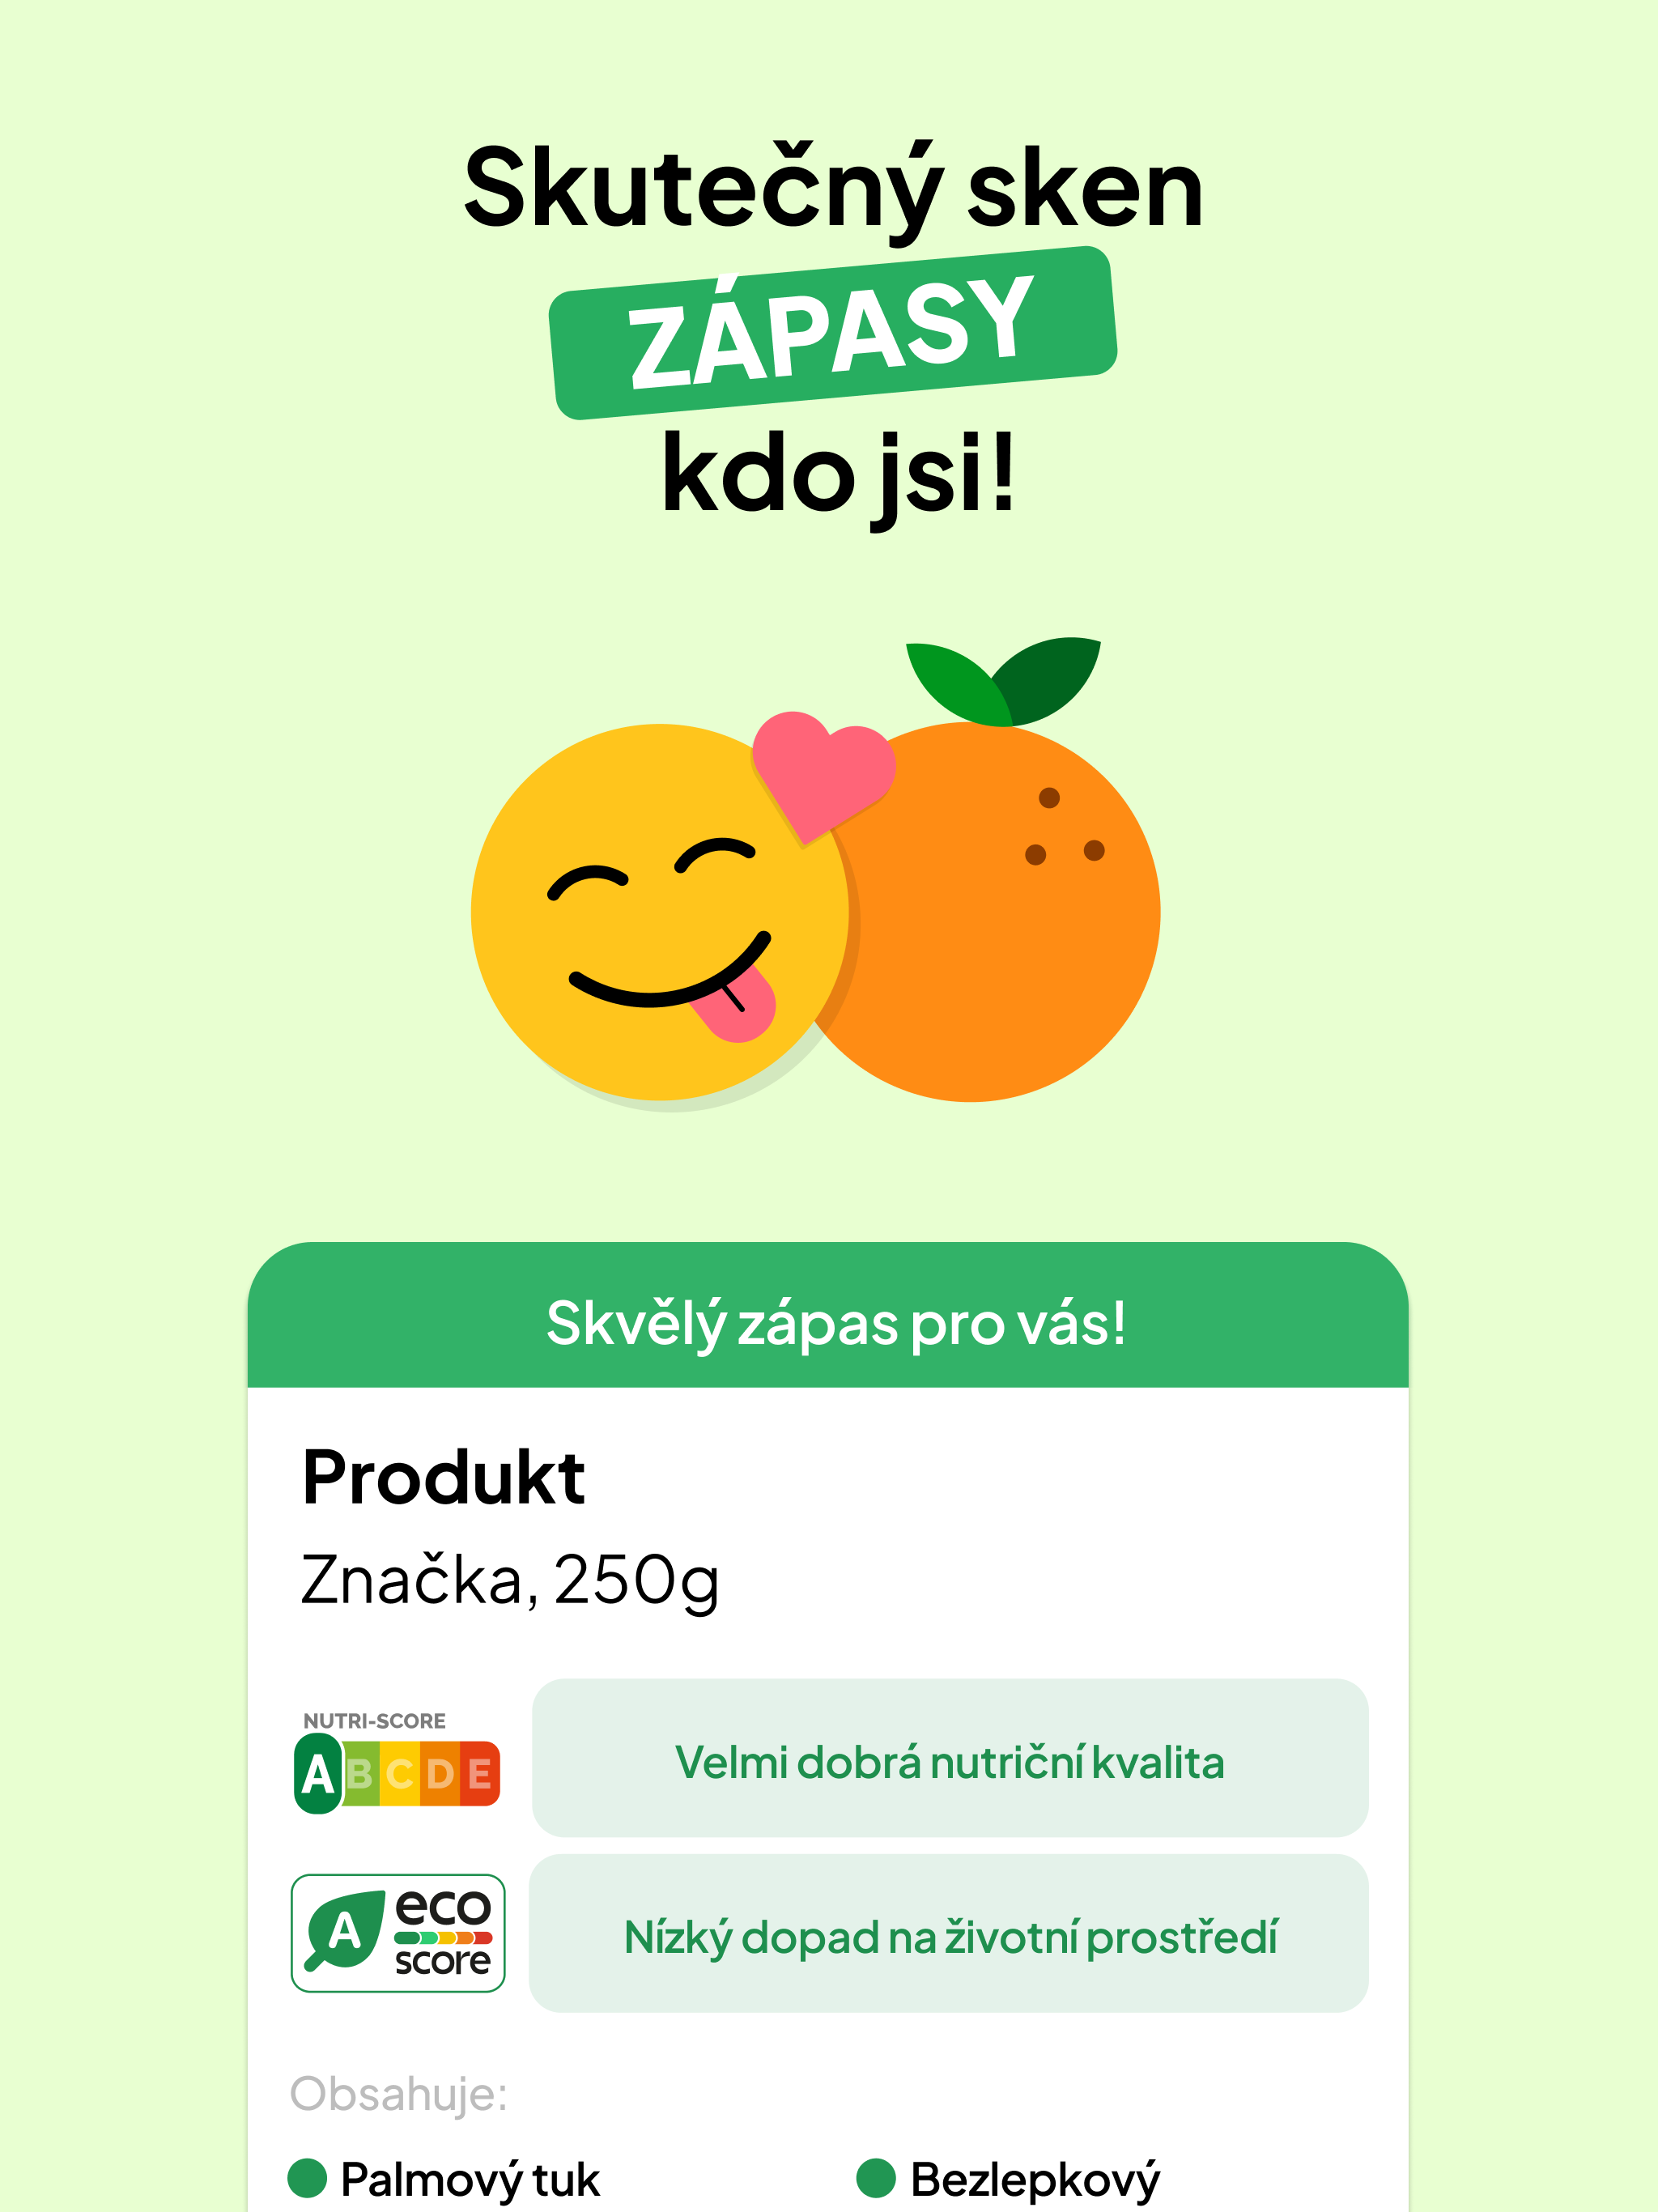 Skutečný sken
ZÁPASY
kdo jsi!
Skvělý zápas pro vás!
Produkt
Značka, 250g
NUTRI-SCORE
A B C D E
Velmi dobrá nutriční kvalita
A eco
score
Nízký dopad na životní prostředí
Obsahuje:
Palmový tuk
Bezlepkový